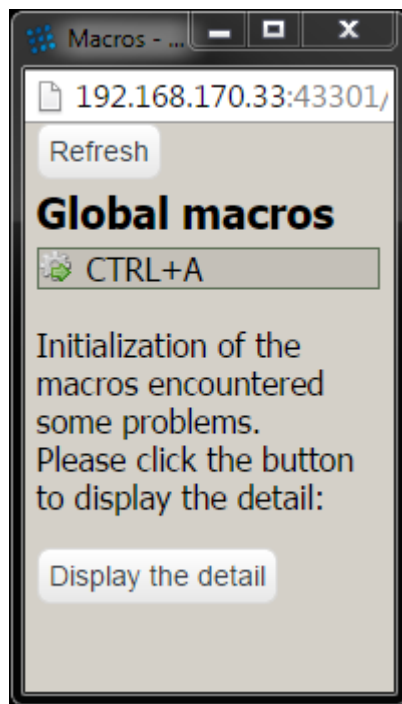 Macros - ...
192.168.170.33:43301/
Refresh
Global macros
CTRL+A
Initialization of the
macros encountered
some problems.
Please click the button
to display the detail:
Display the detail